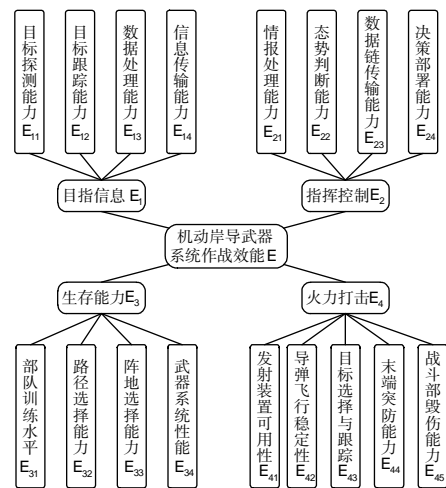 目标探测能力E11
目标跟踪能力E12
数据处理能力E13
信息传输能力E14
情报处理能力E21
态势判断能力E22
数据链传输能力E23
决策部署能力E24
目指信息 E1
指挥控制E2
机动岸导武器
系统作战效能E
生存能力E3
火力打击E4
部队训练水平E31
路径选择能力E32
阵地选择能力E33
武器系统性能E34
发射装置可用性E41
导弹飞行稳定性E42
目标选择与跟踪E43
末端突防能力E44
战斗部毁伤能力E45